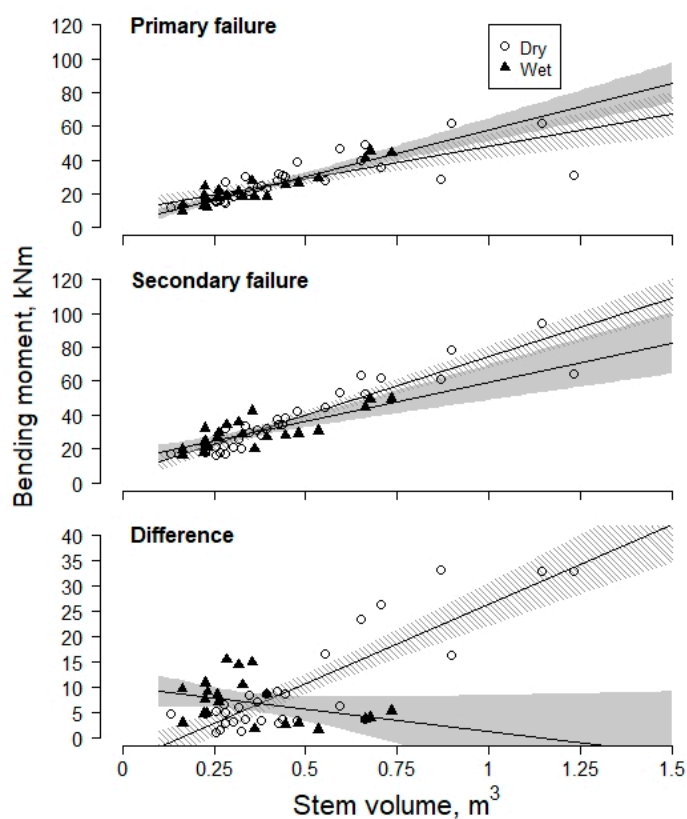 Primary failure
Dry
Wet
120
100
80
60
40
20
0
Secondary failure
120
100
80
60
40
20
0
Bending moment, kNm
Difference
40
35
30
25
20
15
10
5
0
0 0.25 0.5 0.75 1 1.25 1.5
Stem volume, m³